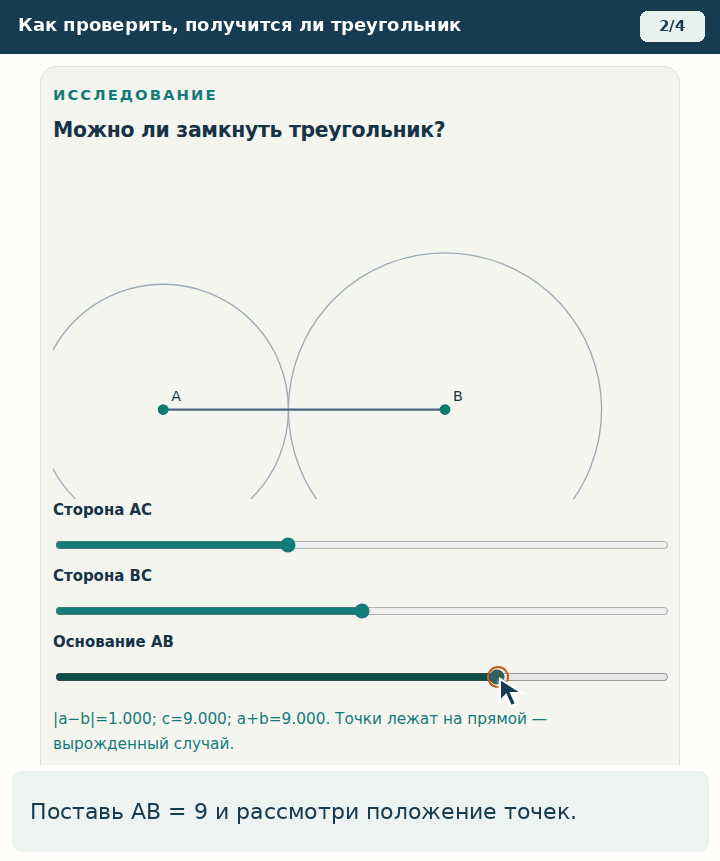 Как проверить, получится ли треугольник
2/4
ИССЛЕДОВАНИЕ
Можно ли замкнуть треугольник?
A
B
Сторона AC
Сторона BC
Основание AB
|a−b|=1.000; c=9.000; a+b=9.000. Точки лежат на прямой —
вырожденный случай.
Поставь AB = 9 и рассмотри положение точек.